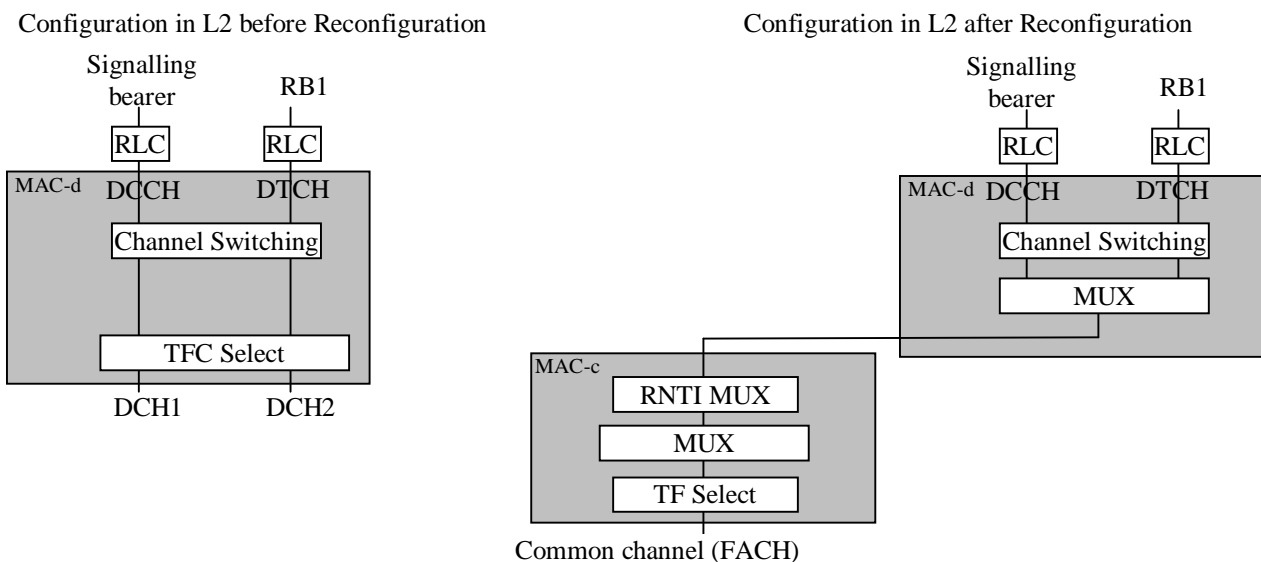 Configuration in L2 before Reconfiguration
Signalling
bearer
RB1
RLC
RLC
MAC-d
DCCH
DTCH
Channel Switching
TFC Select
DCH1
DCH2
Configuration in L2 after Reconfiguration
Signalling
bearer
RB1
RLC
RLC
MAC-d
DCCH
DTCH
Channel Switching
MUX
MAC-c
RNTI MUX
MUX
TF Select
Common channel (FACH)